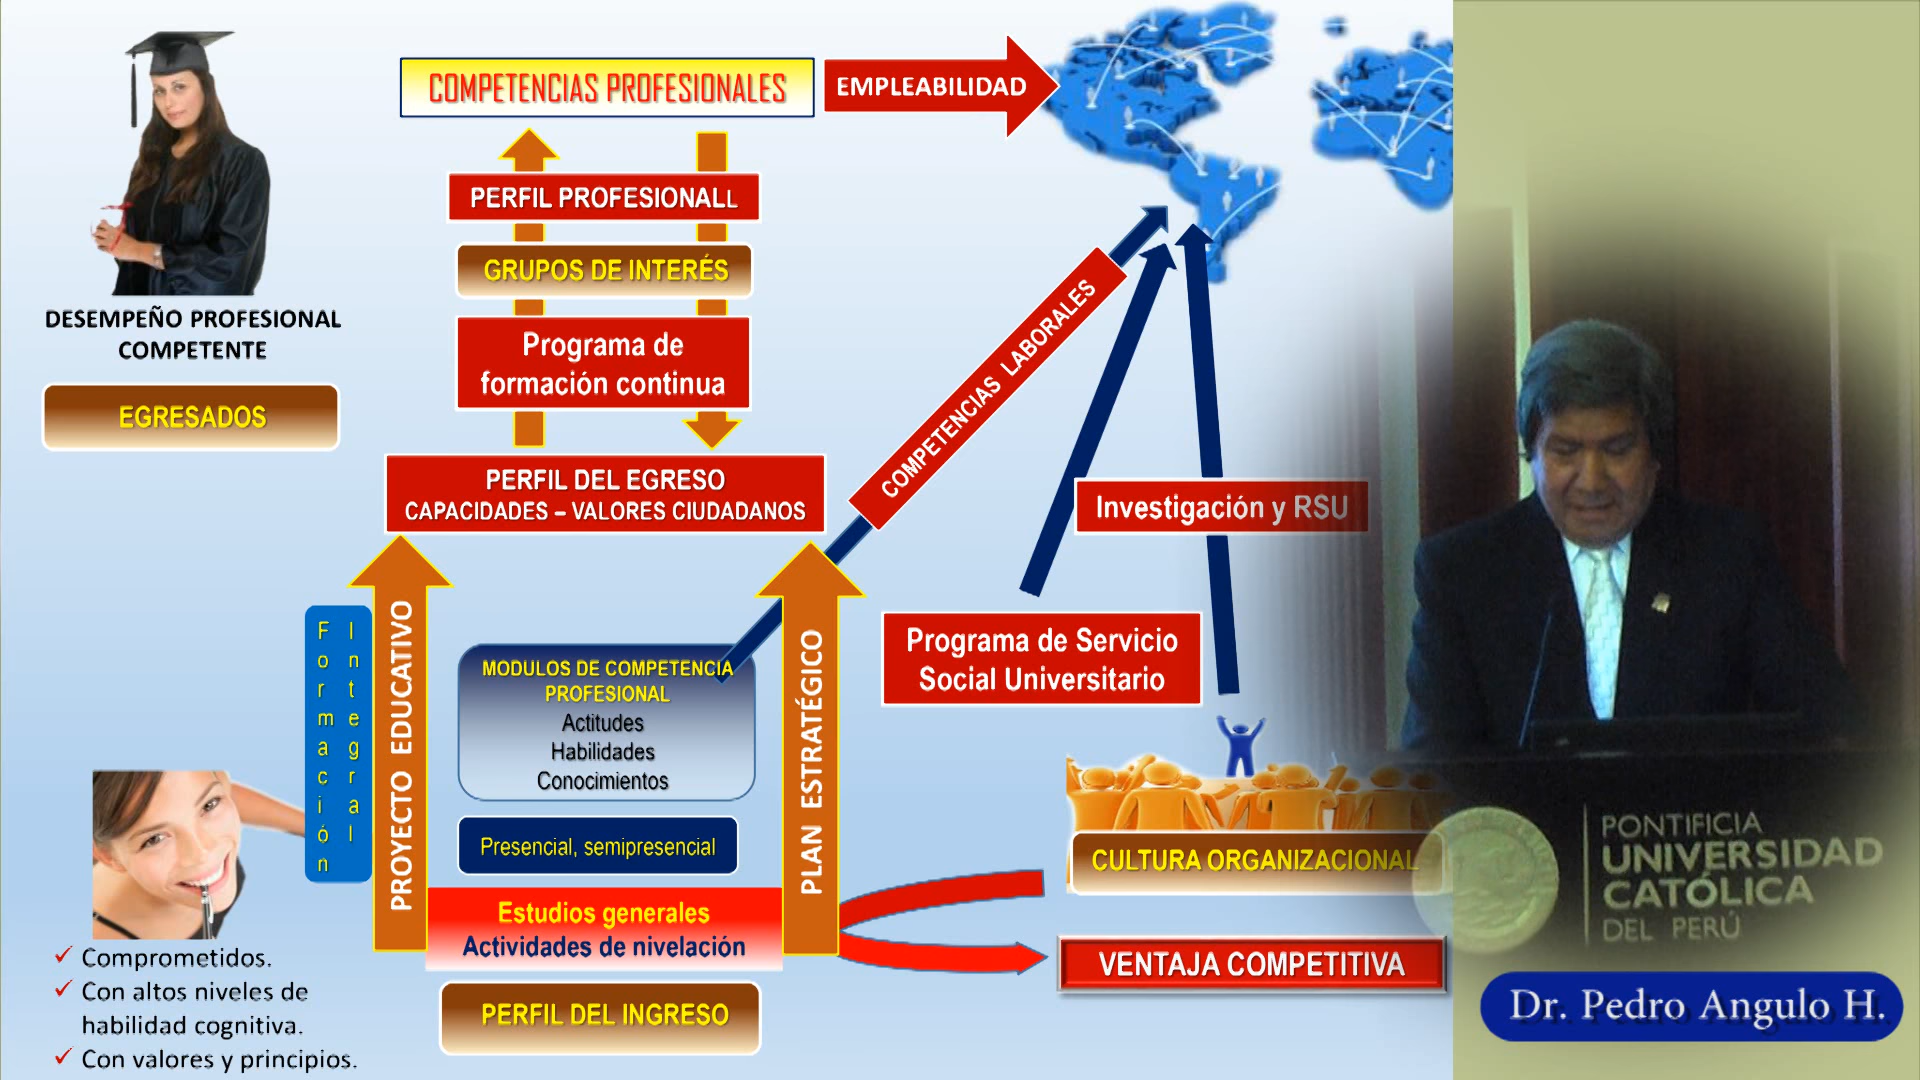 COMPETENCIAS PROFESIONALES
EMPLEABILIDAD
PERFIL PROFESIONALL
GRUPOS DE INTERÉS
Programa de
formación continua
DESEMPEÑO PROFESIONAL
COMPETENTE
EGRESADOS
PERFIL DEL EGRESO
CAPACIDADES – VALORES CIUDADANOS
COMPETENCIAS LABORALES
Investigación y RSU
Programa de Servicio
Social Universitario
Formación
Integral
PROYECTO EDUCATIVO
MODULOS DE COMPETENCIA
PROFESIONAL
Actitudes
Habilidades
Conocimientos
Presencial, semipresencial
PLAN ESTRATÉGICO
Estudios generales
Actividades de nivelación
PERFIL DEL INGRESO
CULTURA ORGANIZACIONAL
VENTAJA COMPETITIVA
✓ Comprometidos.
✓ Con altos niveles de
habilidad cognitiva.
✓ Con valores y principios.
PONTIFICIA
UNIVERSIDAD
CATÓLICA
DEL PERÚ
Dr. Pedro Angulo H.